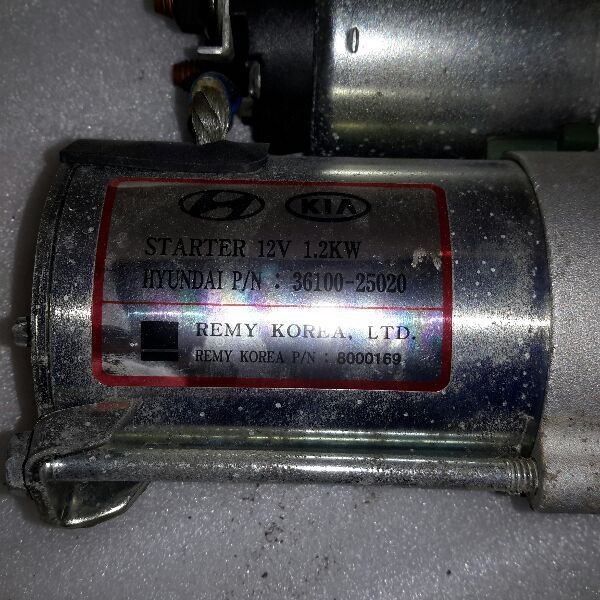 KIA
STARTER 12V 1.2KW
HYUNDAI P/N : 36100-25020
REMY KOREA, LTD.
REMY KOREA P/N : 8000169